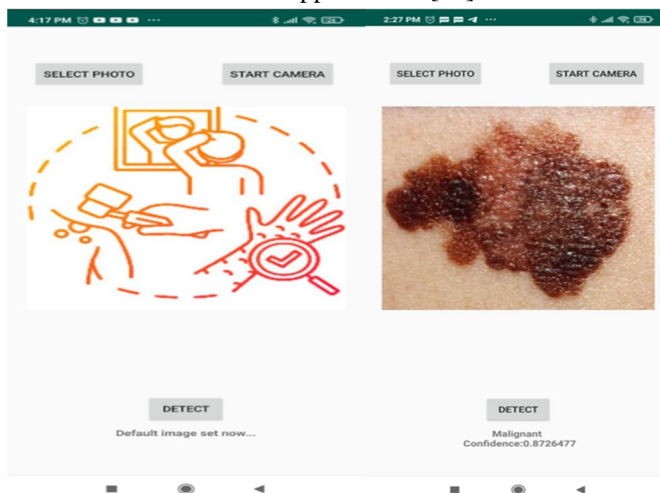 4:17 PM
2:27 PM
SELECT PHOTO
START CAMERA
SELECT PHOTO
START CAMERA
DETECT
Default image set now...
DETECT
Malignant
Confidence:0.8726477